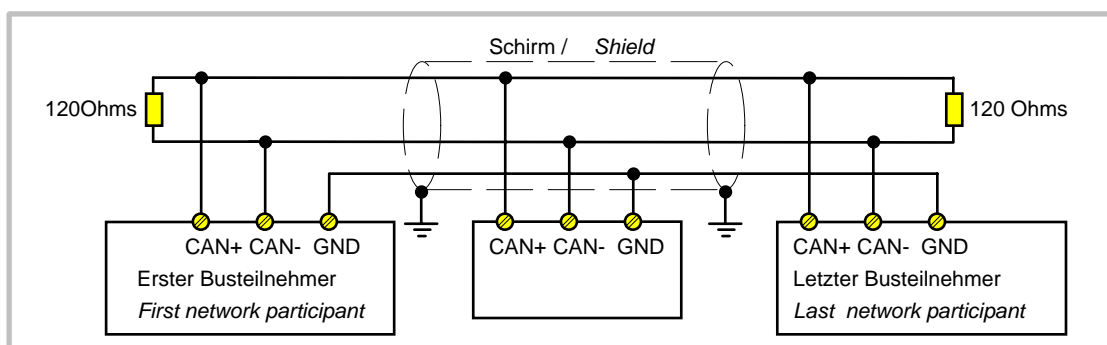 Schirm / Shield
120Ohms
120 Ohms
CAN+ CAN- GND
CAN+ CAN- GND
CAN+ CAN- GND
Erster Busteilnehmer
First network participant
Letzter Busteilnehmer
Last network participant